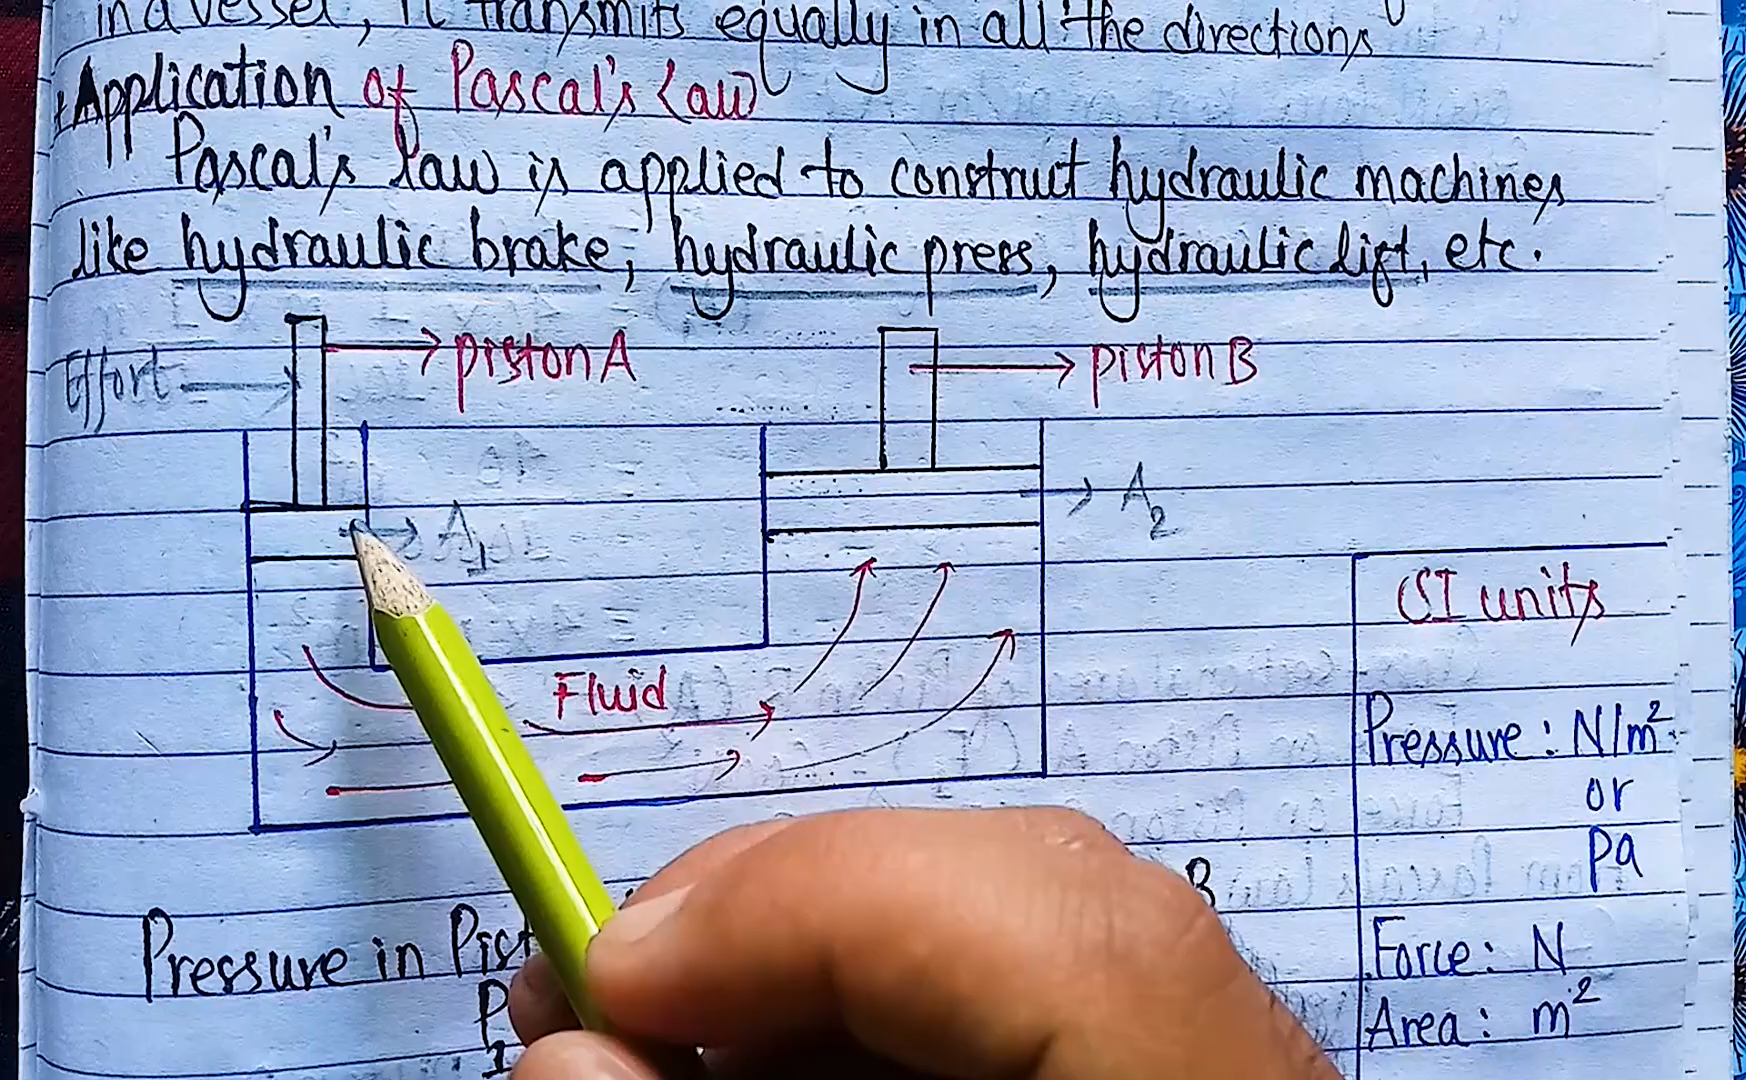 in a vessel, it transmits equally in all the directions
Application of Pascal's Law
Pascal's law is applied to construct hydraulic machines
like hydraulic brake, hydraulic press, hydraulic lift, etc.
Effort
piston A
piston B
A1
A2
Fluid
SI units
Pressure: N/m²
or
Pa
Force: N
Area: m²
B
Pressure in Pist
P1